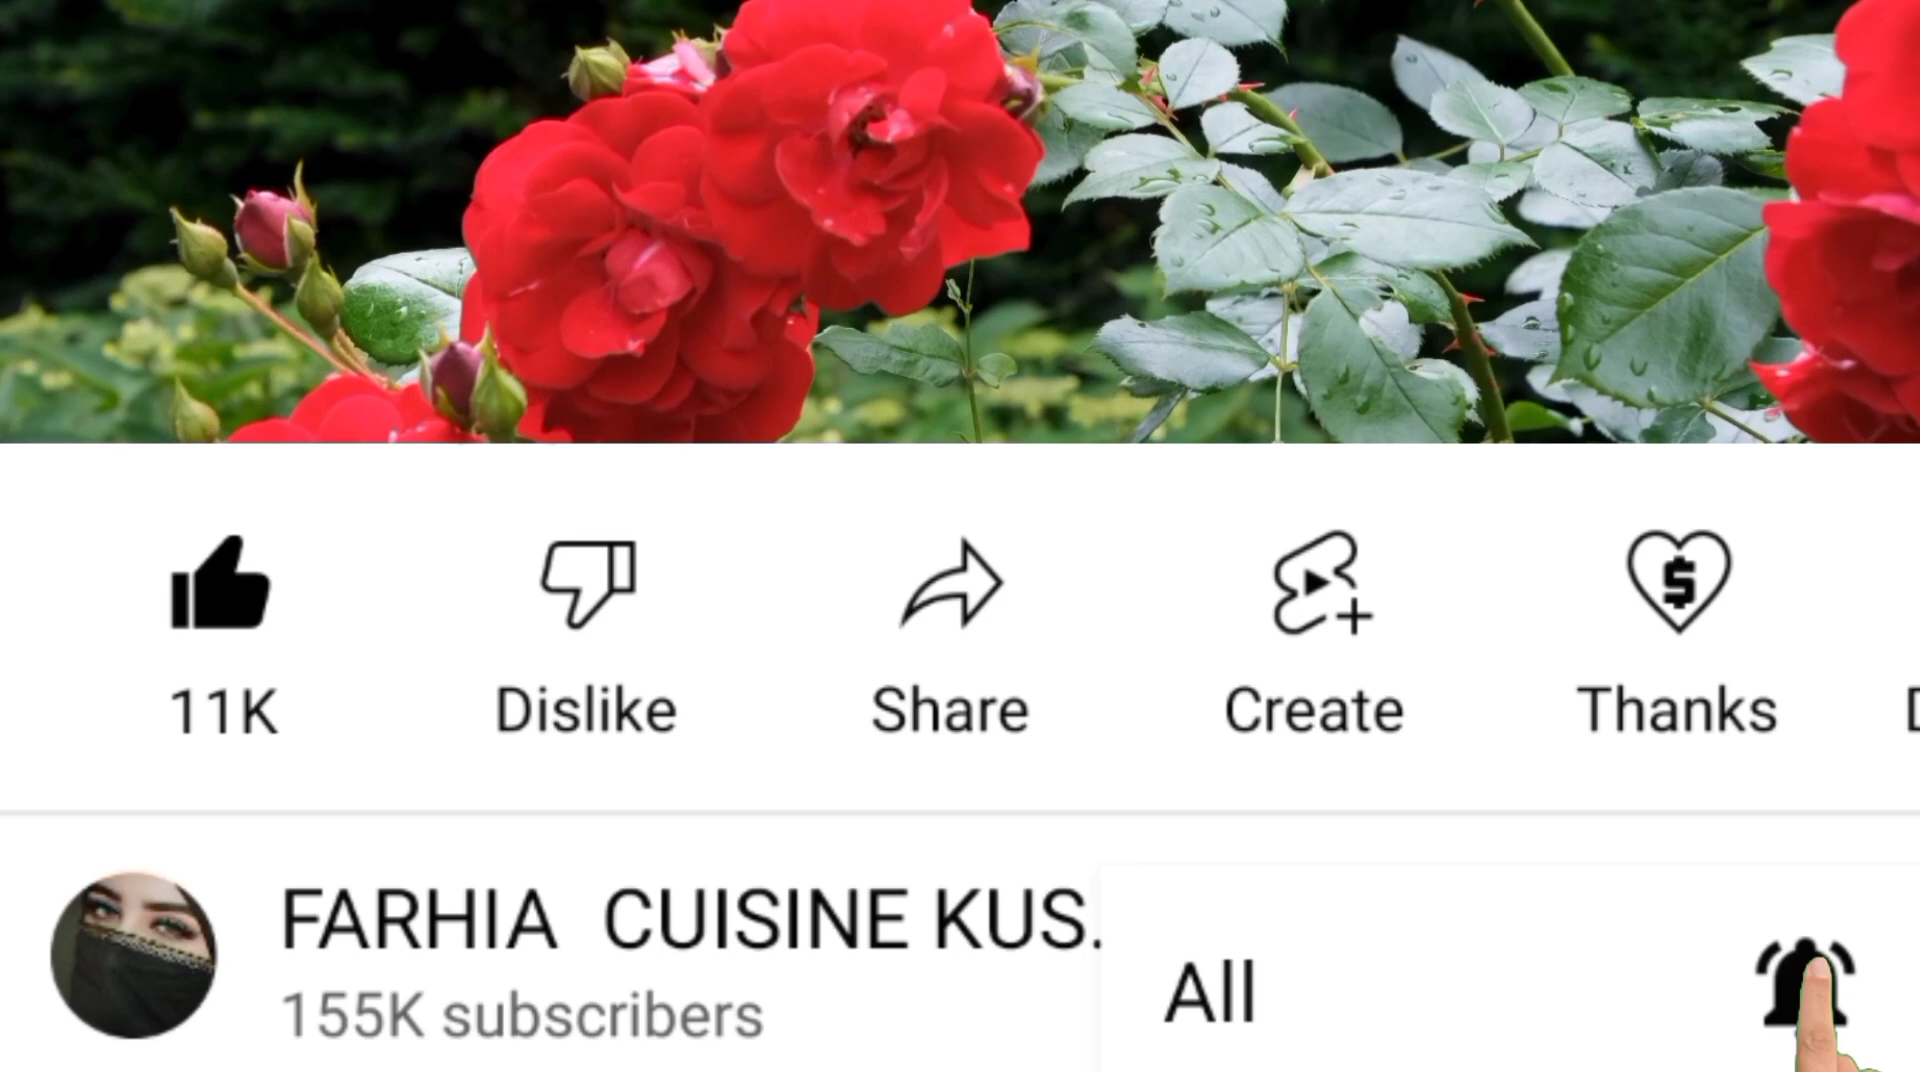 11K Dislike Share Create Thanks D
FARHIA CUISINE KUS.
155K subscribers
All